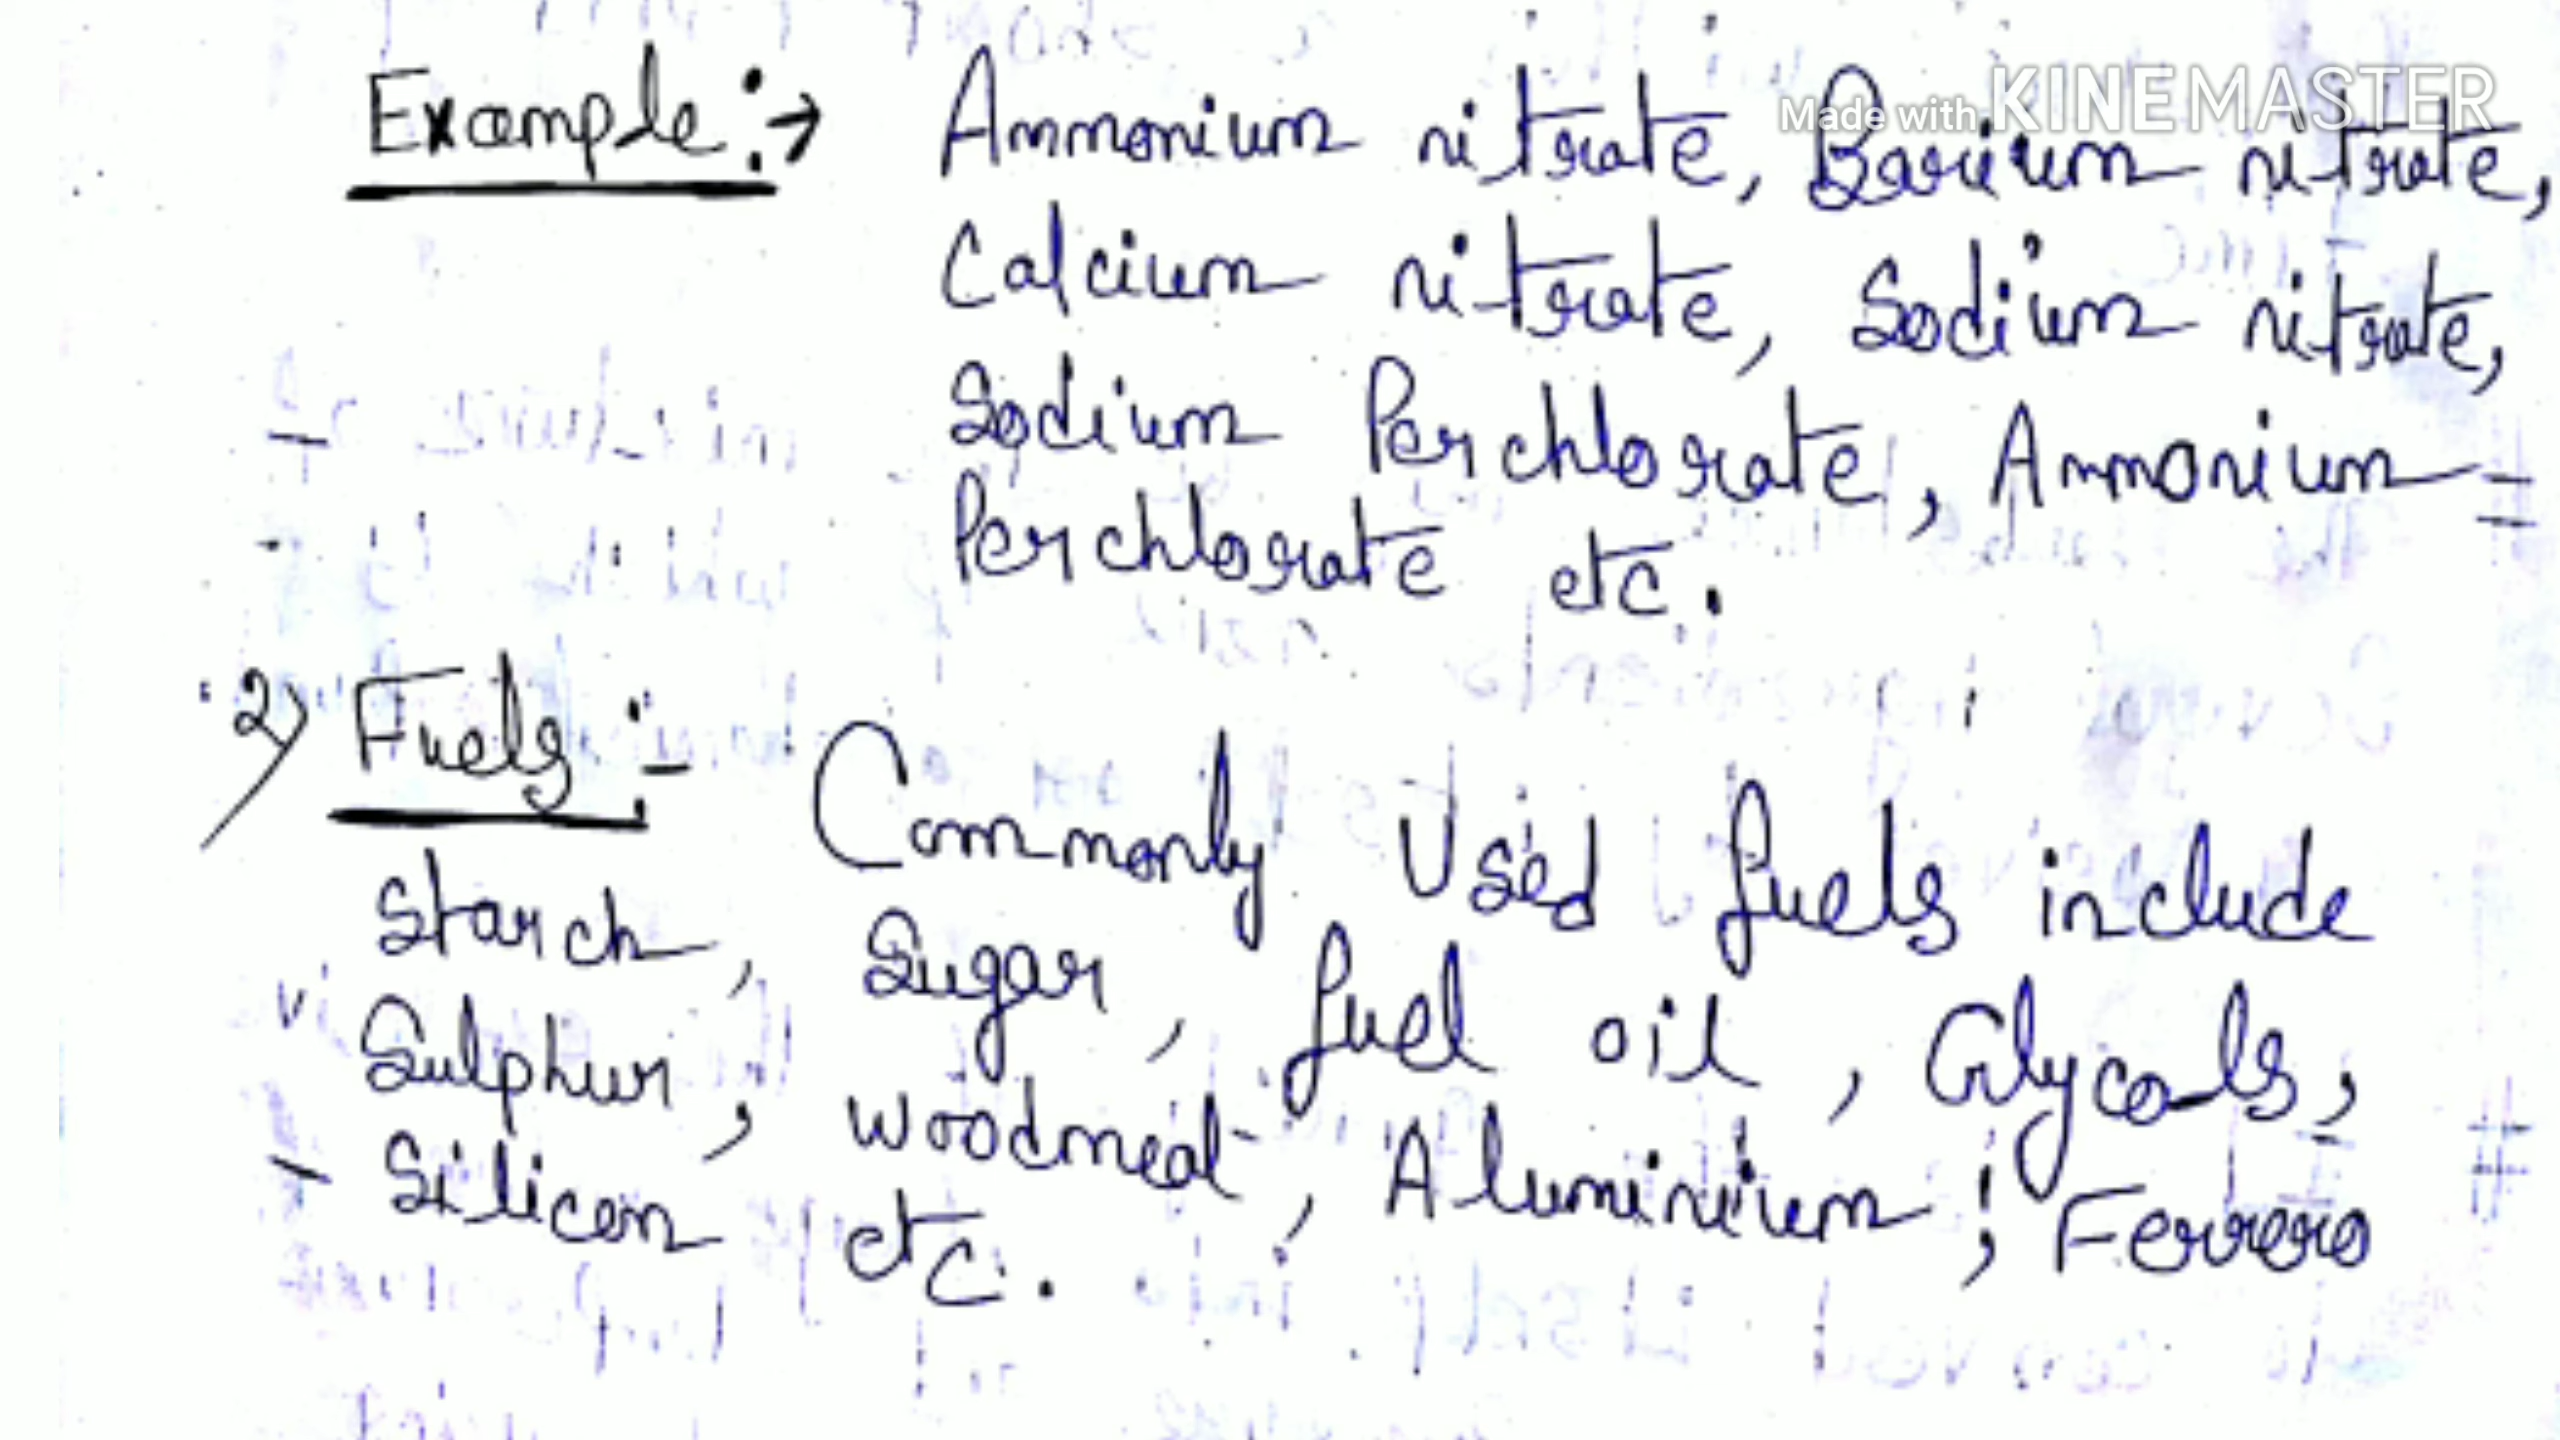 Made with KINEMASTER
Example :→ Ammonium nitrate, Barium nitrate,
Calcium nitrate, Sodium nitrate,
Sodium Perchlorate, Ammonium
Perchlorate etc.
2) Fuels :- Commonly Used fuels include
Starch, Sugar, fuel oil, Glycols,
Sulphur, Woodmeal, Aluminium, Ferrero
Silicon etc.